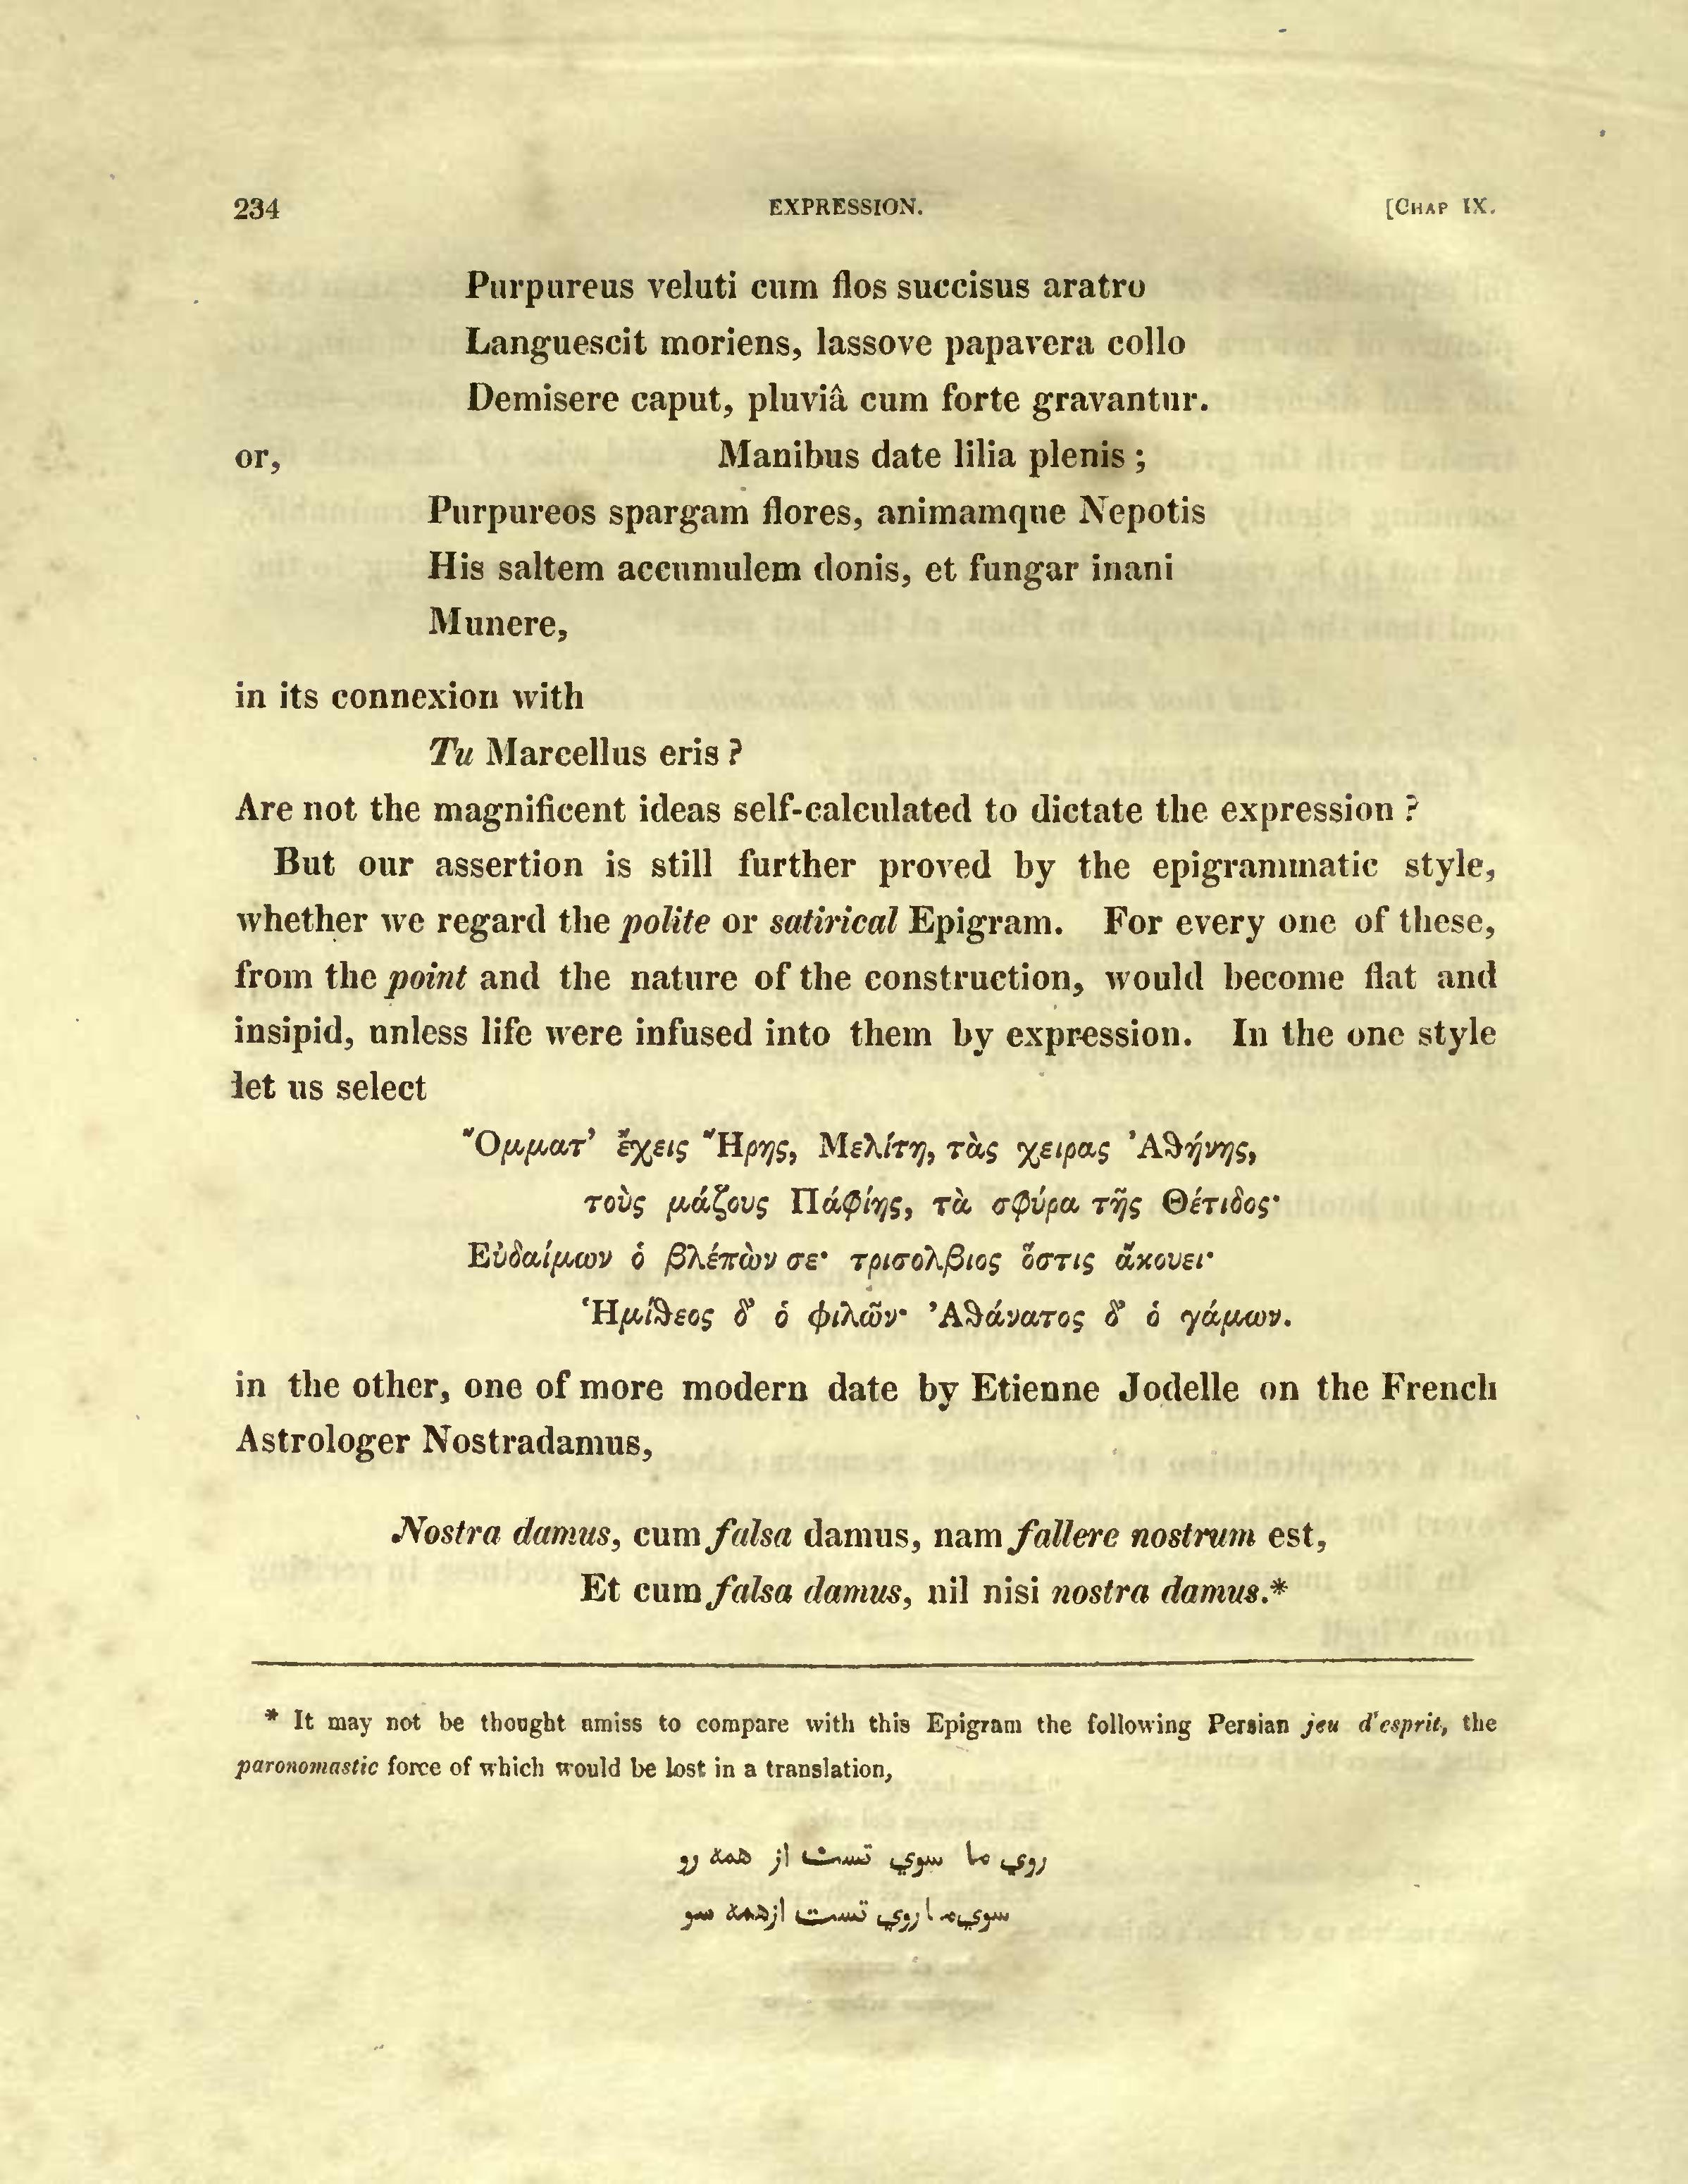 234 EXPRESSION. [CHAP IX.
Purpureus veluti cum flos succisus aratro
Languescit moriens, lassove papavera collo
Demisere caput, pluviâ cum forte gravantur.
or, Manibus date lilia plenis ;
Purpureos spargam flores, animamque Nepotis
His saltem accumulem donis, et fungar inani
Munere,
in its connexion with
Tu Marcellus eris ?
Are not the magnificent ideas self-calculated to dictate the expression ?
But our assertion is still further proved by the epigrammatic style,
whether we regard the polite or satirical Epigram. For every one of these,
from the point and the nature of the construction, would become flat and
insipid, unless life were infused into them by expression. In the one style
let us select
Ὄμματ’ ἔχεις Ἥρης, Μελίτη, τὰς χειρας Ἀθήνης,
τοὺς μάζους Πάφίης, τὰ σφύρα τῆς Θέτιδος·
Εὐδαίμων ὁ βλέπὼν σε· τρισολβιος ὅστις ἄκουει·
Ἡμίθεος δ’ ὁ φιλῶν· Ἀθάνατος δ’ ὁ γάμων.
in the other, one of more modern date by Etienne Jodelle on the French
Astrologer Nostradamus,
Nostra damus, cum falsa damus, nam fallere nostrum est,
Et cum falsa damus, nil nisi nostra damus.*
* It may not be thought amiss to compare with this Epigram the following Persian jeu d'esprit, the
paronomastic force of which would be lost in a translation,
روي ما سوي تست از همه رو
سوي ما روي تست ازهمه سو